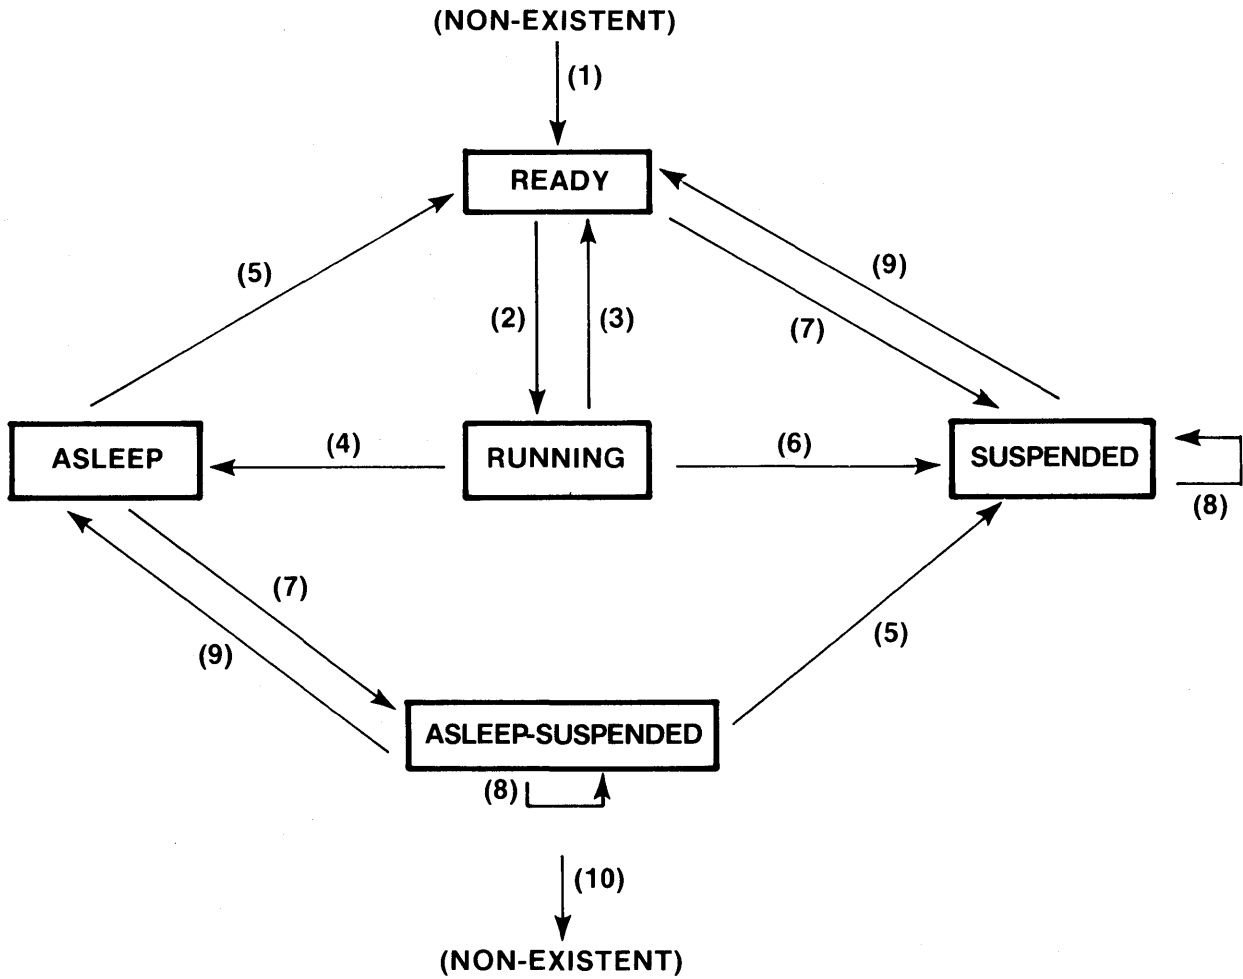 (NON-EXISTENT)
(1)
READY
(5)
(9)
(2)
(3)
(7)
ASLEEP
(4)
RUNNING
(6)
SUSPENDED
(8)
(7)
(9)
(5)
ASLEEP-SUSPENDED
(8)
(10)
(NON-EXISTENT)